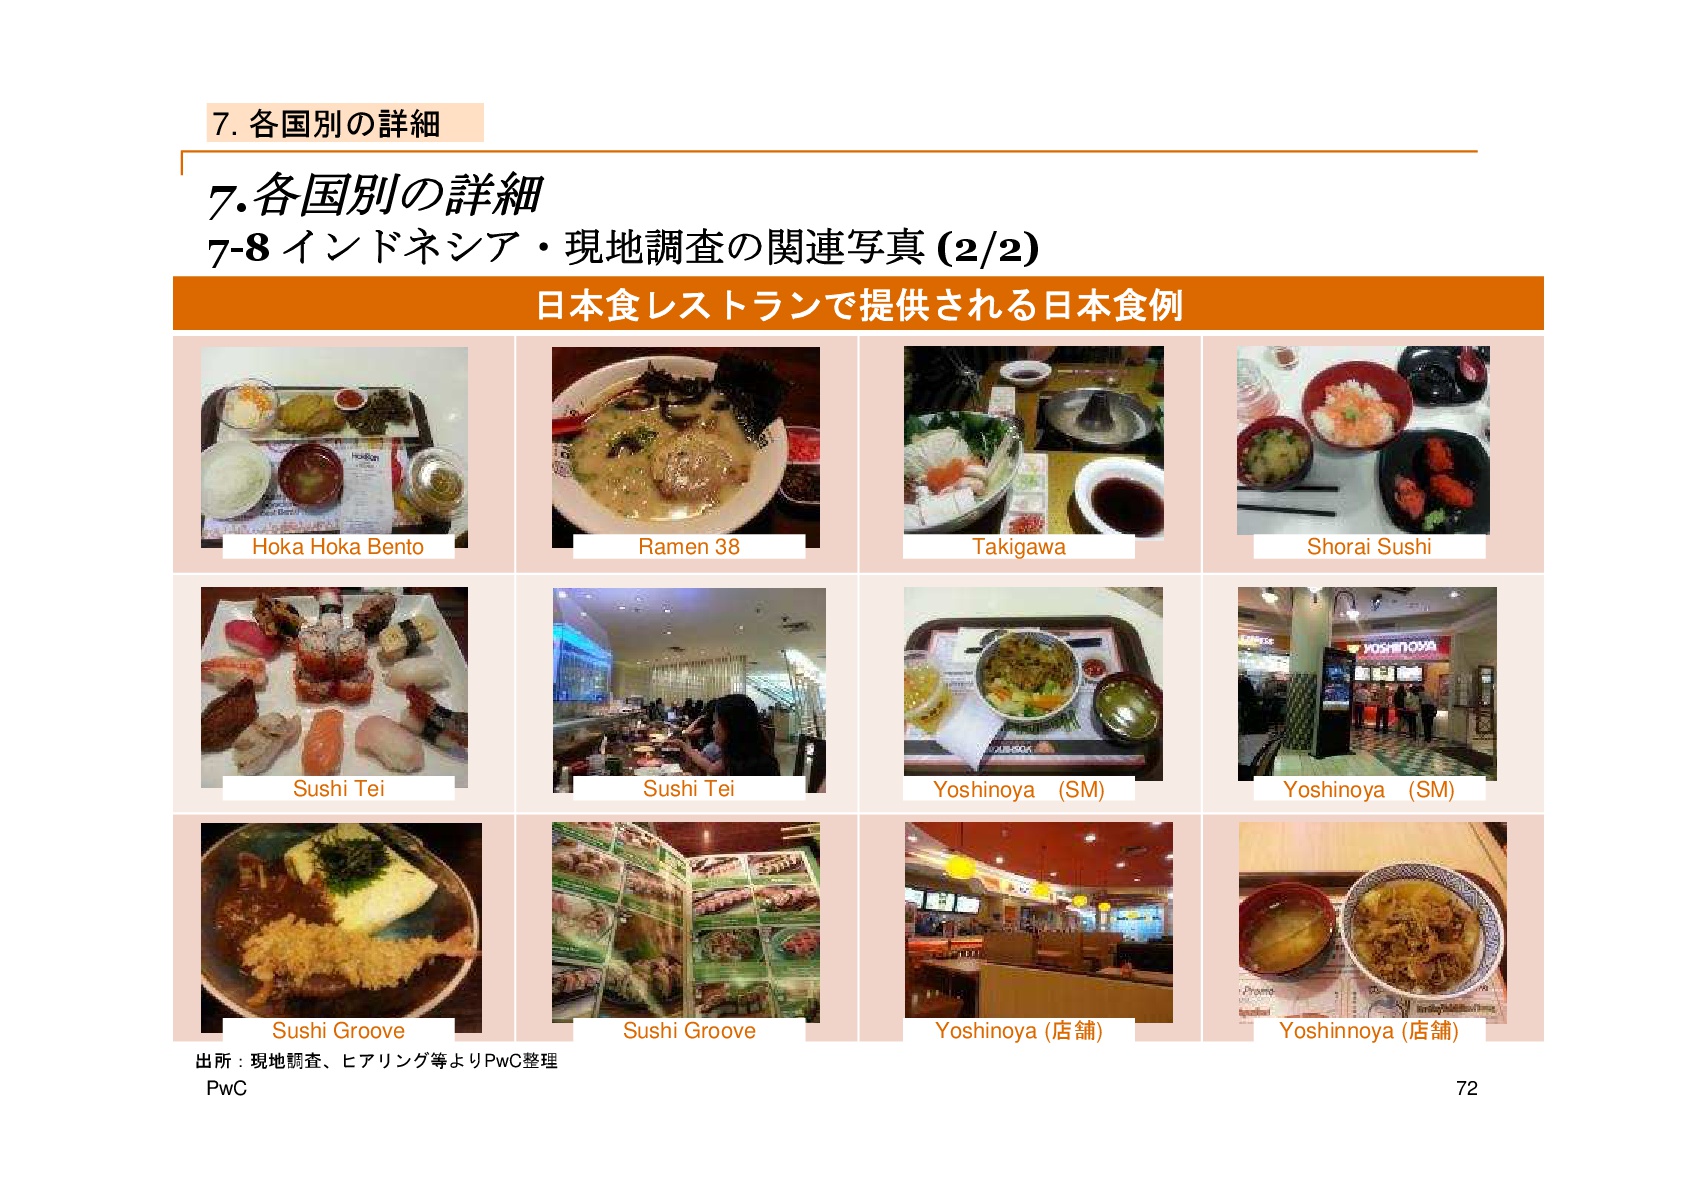 7. 各国別の詳細
7.各国別の詳細
7-8 インドネシア・現地調査の関連写真 (2/2)
日本食レストランで提供される日本食例
Hoka Hoka Bento
Ramen 38
Takigawa
Shorai Sushi
YOSHINOYA
Sushi Tei
Sushi Tei
Yoshinoya (SM)
Yoshinoya (SM)
Promo
Sushi Groove
Sushi Groove
Yoshinoya (店舗)
Yoshinnoya (店舗)
出所：現地調査、ヒアリング等よりPwC整理
PwC
72